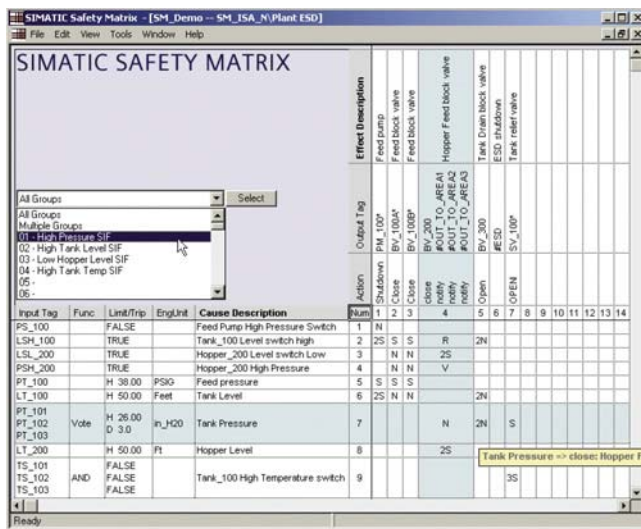 SIMATIC Safety Matrix - [SM_Demo -- SM_ISA_N\Plant ESD]
File Edit View Tools Window Help
SIMATIC SAFETY MATRIX
All Groups
Select
All Groups
Multiple Groups
01 - High Pressure SIF
02 - High Tank Level SIF
03 - Low Hopper Level SIF
04 - High Tank Temp SIF
05 -
06 -
Effect Description
Feed pump
Feed block valve
Feed block valve
Hopper Feed block valve
Tank Drain block valve
ESD shutdown
Tank relief valve
Output Tag
PM_100*
BV_100A*
BV_100B*
BV_200
#OUT_TO_AREA1
#OUT_TO_AREA2
#OUT_TO_AREA3
BV_300
#ESD
SV_100*
Action
Shutdown
Close
Close
close
notify
notify
notify
Open
OPEN
Input Tag Func Limit/Trip EngUnit Cause Description Num 1 2 3 4 5 6 7 8 9 10 11 12 13 14
PS_100 FALSE Feed Pump High Pressure Switch 1 N
LSH_100 TRUE Tank_100 Level switch high 2 2S S S R 2N
LSL_200 TRUE Hopper_200 Level switch Low 3 N N 2S
PSH_200 TRUE Hopper_200 High Pressure 4 N N V
PT_100 H 38.00 PSIG Feed pressure 5 S S S
LT_100 H 50.00 Feet Tank Level 6 2S N N 2N
PT_101
PT_102 Vote H 26.00 in_H20 Tank Pressure 7 N 2N S
PT_103 D 3.0
LT_200 H 50.00 Ft Hopper Level 8 2S
Tank Pressure => close: Hopper F
TS_101 FALSE
TS_102 AND FALSE Tank_100 High Temperature switch 9 3S
TS_103 FALSE
Ready